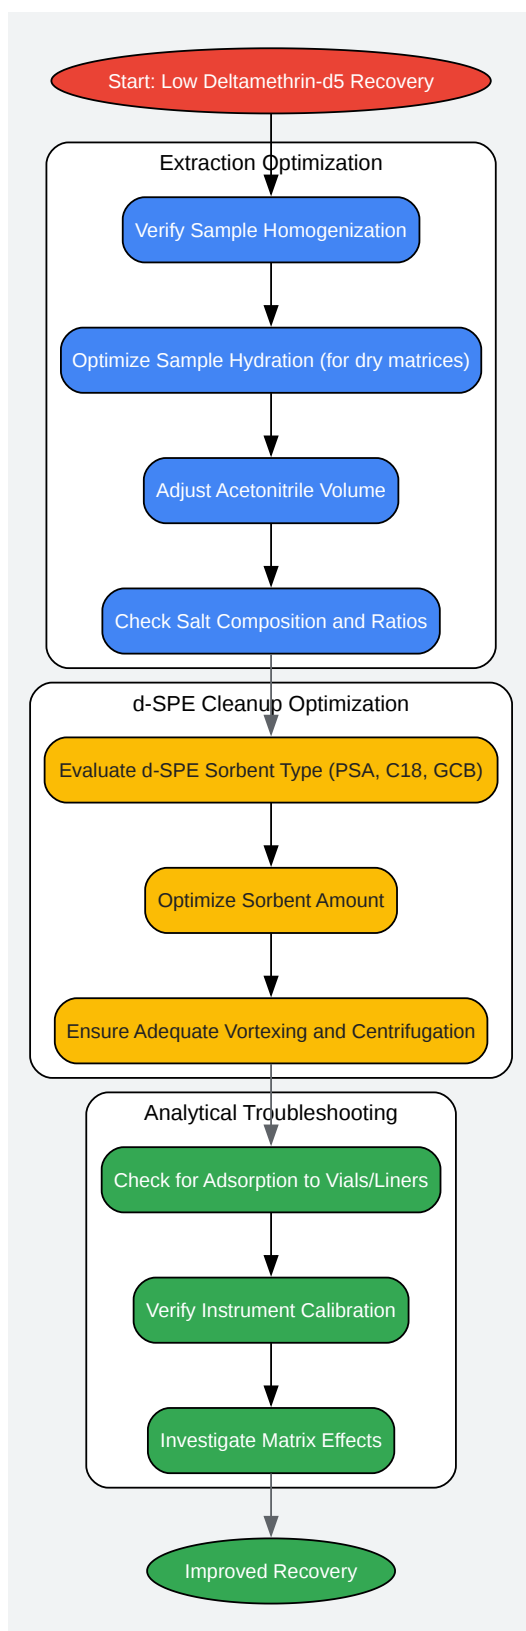 Start: Low Deltamethrin-d5 Recovery
Extraction Optimization
Verify Sample Homogenization
Optimize Sample Hydration (for dry matrices)
Adjust Acetonitrile Volume
Check Salt Composition and Ratios
d-SPE Cleanup Optimization
Evaluate d-SPE Sorbent Type (PSA, C18, GCB)
Optimize Sorbent Amount
Ensure Adequate Vortexing and Centrifugation
Analytical Troubleshooting
Check for Adsorption to Vials/Liners
Verify Instrument Calibration
Investigate Matrix Effects
Improved Recovery